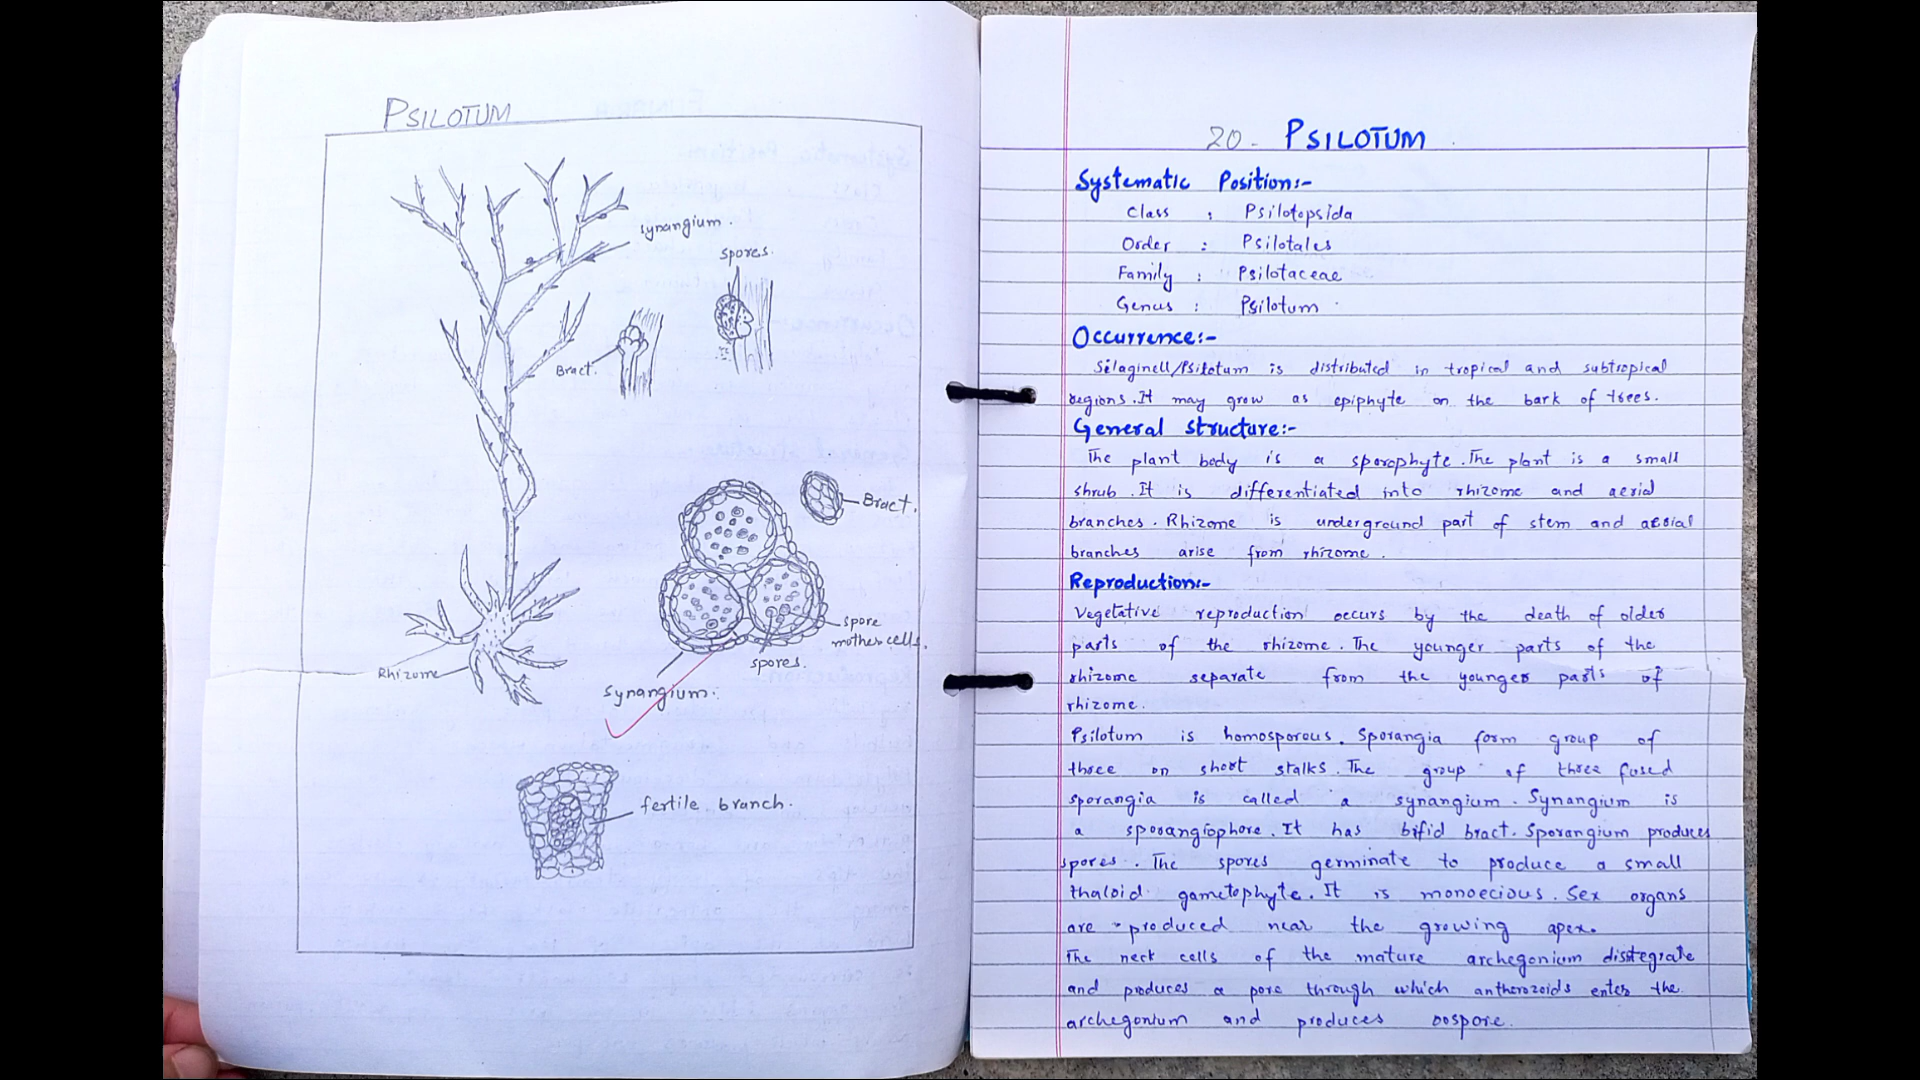 PSILOTUM
synangium.
spores.
Bract.
Bract.
spore
mother cells.
spores.
Rhizome
synangium.
fertile branch.
20- PSILOTUM
Systematic Position:-
Class : Psilotopsida
Order : Psilotales
Family : Psilotaceae
Genus : Psilotum
Occurrence:-
Silaginell/Psilotum is distributed in tropical and subtropical
regions. It may grow as epiphyte on the bark of trees.
General structure:-
The plant body is a sporophyte. The plant is a small
shrub. It is differentiated into rhizome and aerial
branches. Rhizome is underground part of stem and aerial
branches arise from rhizome.
Reproduction:-
Vegetative reproduction occurs by the death of older
parts of the rhizome. The younger parts of the
rhizome separate from the younger parts of
rhizome.
Psilotum is homosporous. Sporangia form group of
three on short stalks. The group of three fused
sporangia is called a synangium. Synangium is
a sporangiophore. It has bifid bract. Sporangium produces
spores. The spores germinate to produce a small
thaloid gametophyte. It is monoecious. Sex organs
are produced near the growing apex.
The neck cells of the mature archegonium disstegrate
and produces a pore through which antherozoids enter the
archegonium and produces oospore.